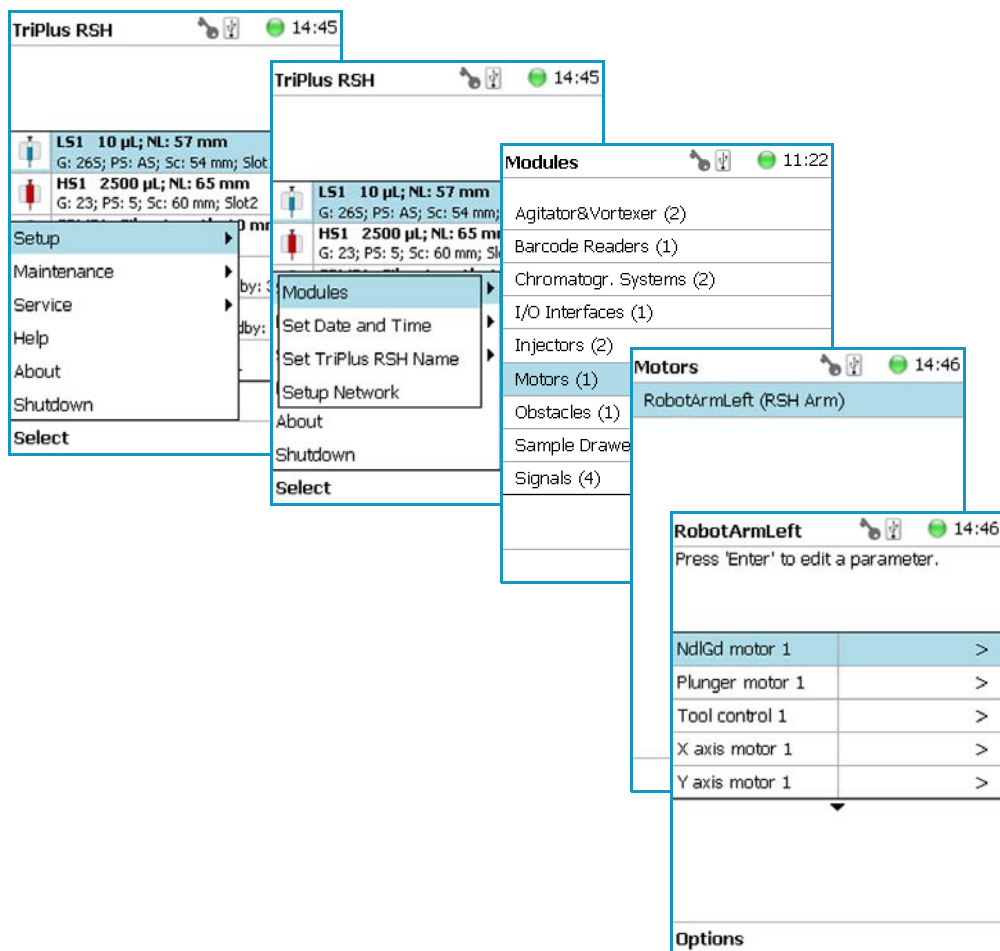 TriPlus RSH 14:45
LS1 10 µL; NL: 57 mm
G: 26S; PS: AS; Sc: 54 mm; Slot
HS1 2500 µL; NL: 65 mm
G: 23; PS: 5; Sc: 60 mm; Slot2
0 mm
Setup
Maintenance
by:
Service
dby:
Help
About
Shutdown
Select
TriPlus RSH 14:45
LS1 10 µL; NL: 57 mm
G: 26S; PS: AS; Sc: 54 mm;
HS1 2500 µL; NL: 65 m
G: 23; PS: 5; Sc: 60 mm; Sl
Modules
Set Date and Time
Set TriPlus RSH Name
Setup Network
About
Shutdown
Select
Modules 11:22
Agitator&Vortexer (2)
Barcode Readers (1)
Chromatogr. Systems (2)
I/O Interfaces (1)
Injectors (2)
Motors (1)
Obstacles (1)
Sample Drawe
Signals (4)
Motors 14:46
RobotArmLeft (RSH Arm)
RobotArmLeft 14:46
Press 'Enter' to edit a parameter.
NdlGd motor 1 >
Plunger motor 1 >
Tool control 1 >
X axis motor 1 >
Y axis motor 1 >
Options